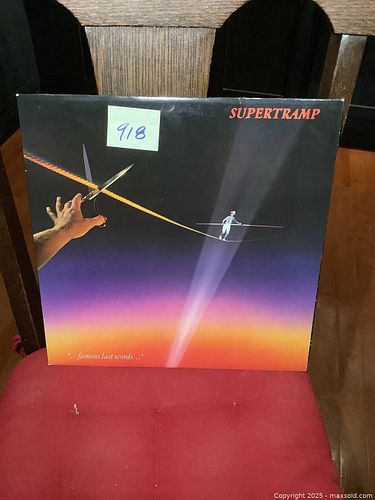 918
SUPERTRAMP
"...famous last words..."
Copyright 2025 - maxsold.com